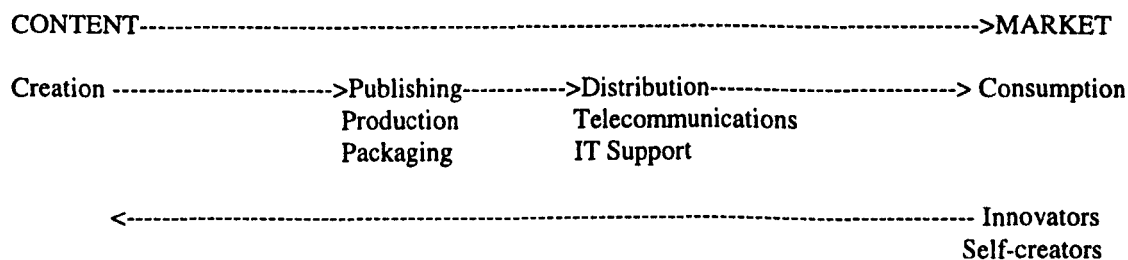 CONTENT---------------------------------------------------------------------------------------------->MARKET
Creation ------------------------->Publishing------------>Distribution----------------------------> Consumption
Production Telecommunications
Packaging IT Support
<----------------------------------------------------------------------------------------------- Innovators
Self-creators